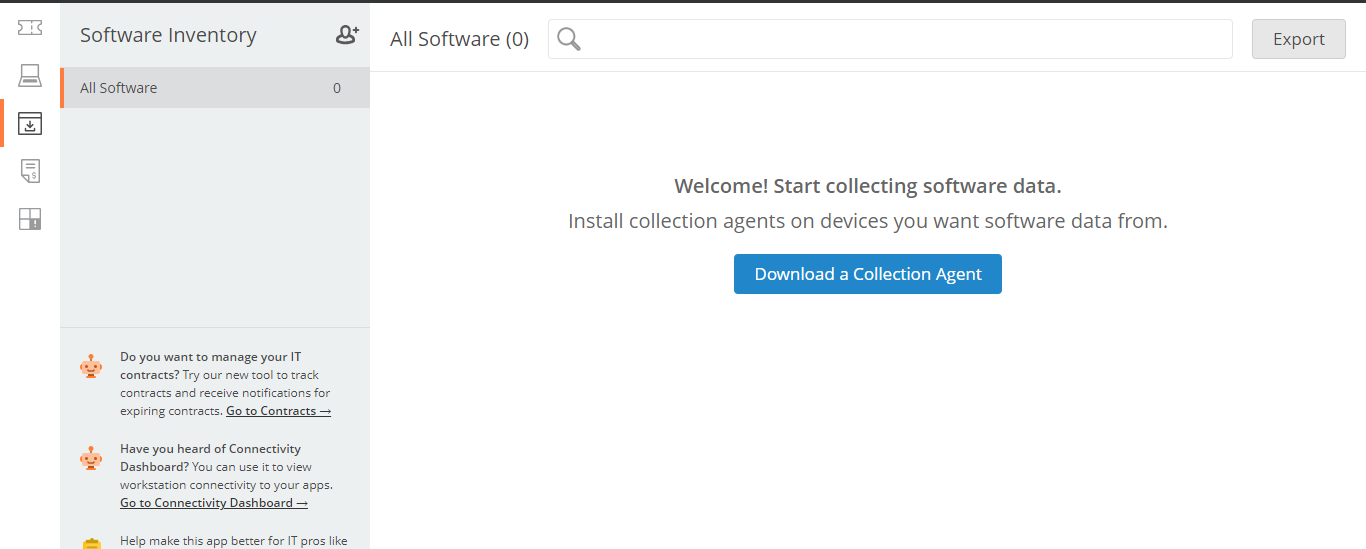 Software Inventory
All Software (0)
Export
All Software 0
Welcome! Start collecting software data.
Install collection agents on devices you want software data from.
Download a Collection Agent
Do you want to manage your IT
contracts? Try our new tool to track
contracts and receive notifications for
expiring contracts. Go to Contracts →
Have you heard of Connectivity
Dashboard? You can use it to view
workstation connectivity to your apps.
Go to Connectivity Dashboard →
Help make this app better for IT pros like